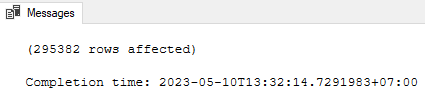 Messages
(295382 rows affected)
Completion time: 2023-05-10T13:32:14.7291983+07:00